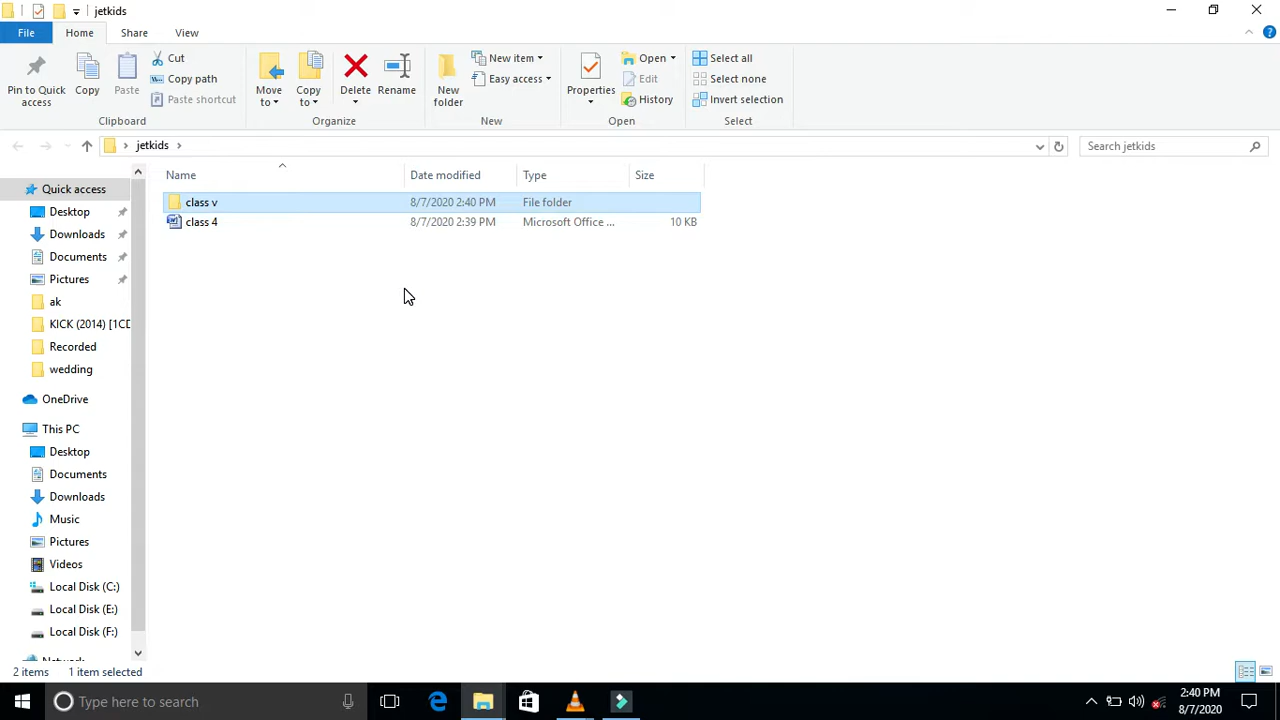 jetkids
File Home Share View
Pin to Quick access
Copy
Paste
Cut
Copy path
Paste shortcut
Clipboard
Move to
Copy to
Delete
Rename
Organize
New folder
New item
Easy access
New
Properties
Open
Edit
History
Open
Select all
Select none
Invert selection
Select
jetkids
Search jetkids
Name Date modified Type Size
class v 8/7/2020 2:40 PM File folder
class 4 8/7/2020 2:39 PM Microsoft Office ... 10 KB
Quick access
Desktop
Downloads
Documents
Pictures
ak
KICK (2014) [1CD
Recorded
wedding
OneDrive
This PC
Desktop
Documents
Downloads
Music
Pictures
Videos
Local Disk (C:)
Local Disk (E:)
Local Disk (F:)
Network
2 items 1 item selected
Type here to search
2:40 PM
8/7/2020